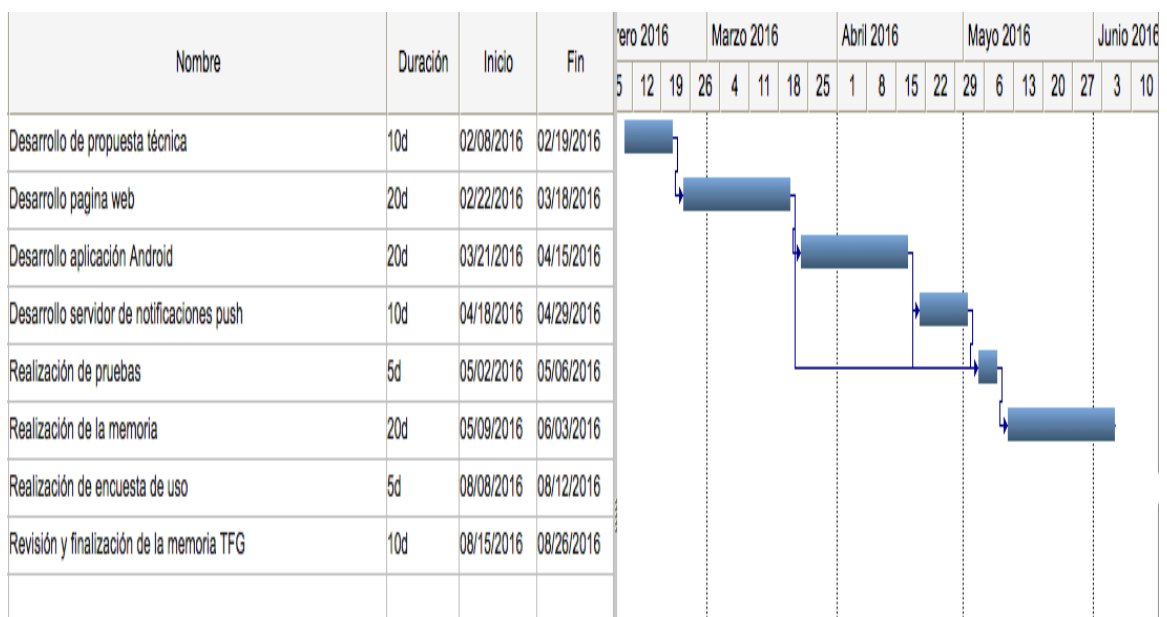 Nombre Duración Inicio Fin
rero 2016 Marzo 2016 Abril 2016 Mayo 2016 Junio 2016
5 12 19 26 4 11 18 25 1 8 15 22 29 6 13 20 27 3 10
Desarrollo de propuesta técnica 10d 02/08/2016 02/19/2016
Desarrollo pagina web 20d 02/22/2016 03/18/2016
Desarrollo aplicación Android 20d 03/21/2016 04/15/2016
Desarrollo servidor de notificaciones push 10d 04/18/2016 04/29/2016
Realización de pruebas 5d 05/02/2016 05/06/2016
Realización de la memoria 20d 05/09/2016 06/03/2016
Realización de encuesta de uso 5d 08/08/2016 08/12/2016
Revisión y finalización de la memoria TFG 10d 08/15/2016 08/26/2016